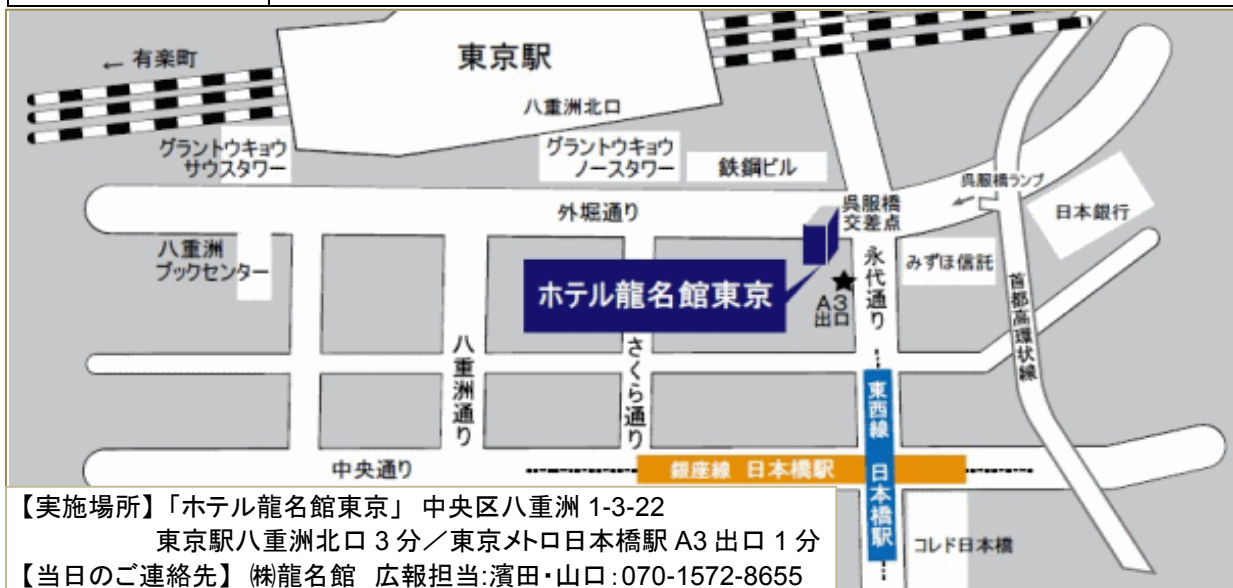 ← 有楽町
東京駅
八重洲北口
グラントウキョウ
サウスタワー
グラントウキョウ
ノースタワー
鉄鋼ビル
外堀通り
呉服橋
交差点
呉服橋ランプ
日本銀行
八重洲
ブックセンター
ホテル龍名館東京
A3
出口
永代通り
みずほ信託
首都高環状線
八重洲通り
さくら通り
東西線 日本橋駅
中央通り
銀座線 日本橋駅
コレド日本橋
【実施場所】「ホテル龍名館東京」 中央区八重洲 1-3-22
東京駅八重洲北口 3 分／東京メトロ日本橋駅 A3 出口 1 分
【当日のご連絡先】 ㈱龍名館 広報担当:濱田・山口:070-1572-8655